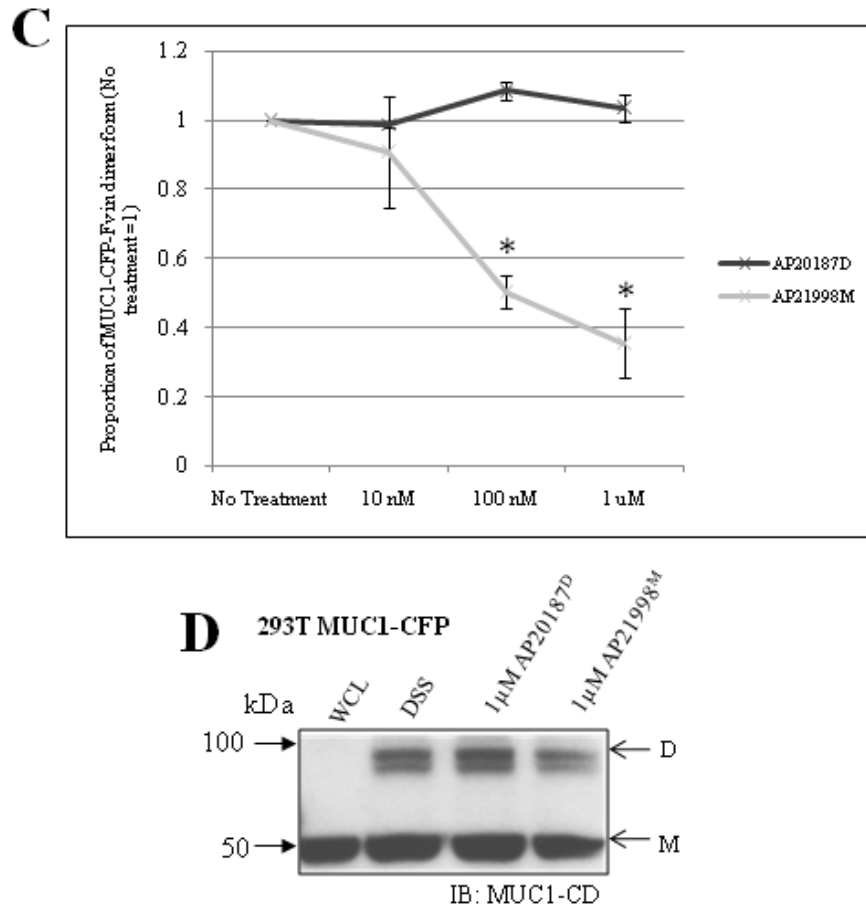 C
Proportion of MUC1-CFP-Fv in dimer form (No
treatment=1)
1.2
1
0.8
0.6
0.4
0.2
0
*
*
No Treatment 10 nM 100 nM 1 uM
AP20187D
AP21998M
D 293T MUC1-CFP
kDa
WCL
DSS
1µM AP20187ᴰ
1µM AP21998ᴹ
100
50
D
M
IB: MUC1-CD